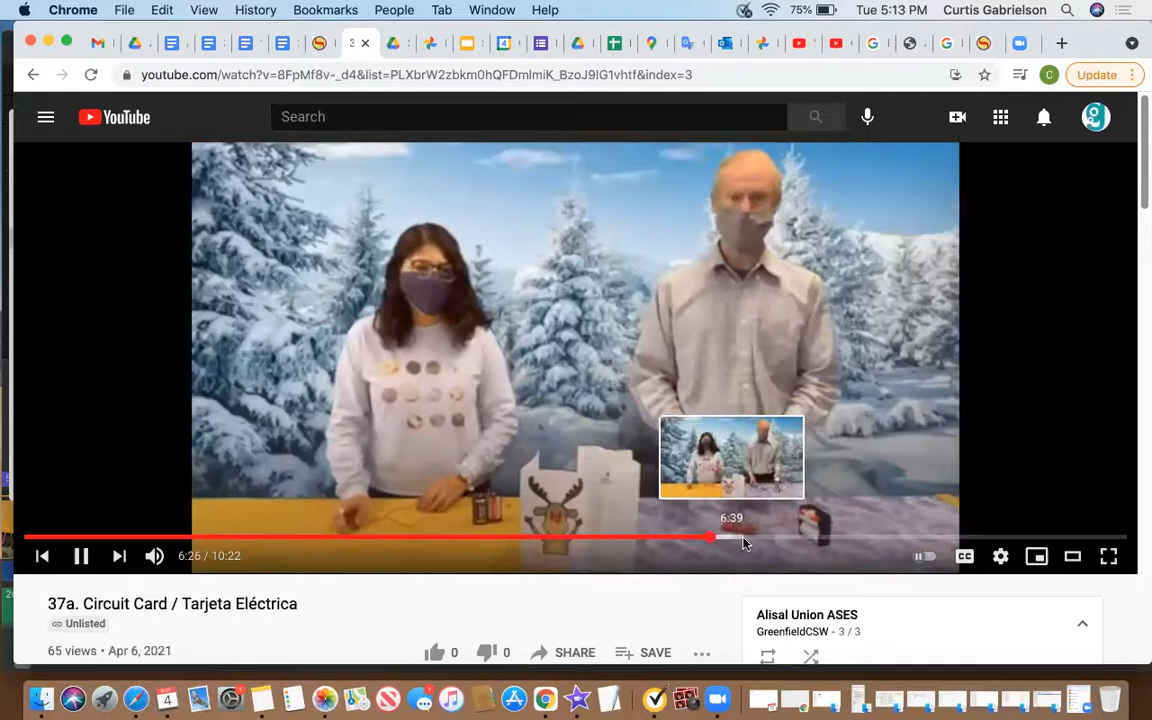 Chrome File Edit View History Bookmarks People Tab Window Help 75% Tue 5:13 PM Curtis Gabrielson
youtube.com/watch?v=8FpMf8v-_d4&list=PLXbrW2zbkm0hQFDmlmiK_BzoJ9lG1vhtf&index=3 C Update
YouTube Search
6:39
6:26 / 10:22 CC
37a. Circuit Card / Tarjeta Eléctrica
Unlisted
65 views • Apr 6, 2021 0 0 SHARE SAVE
Alisal Union ASES
GreenfieldCSW - 3 / 3